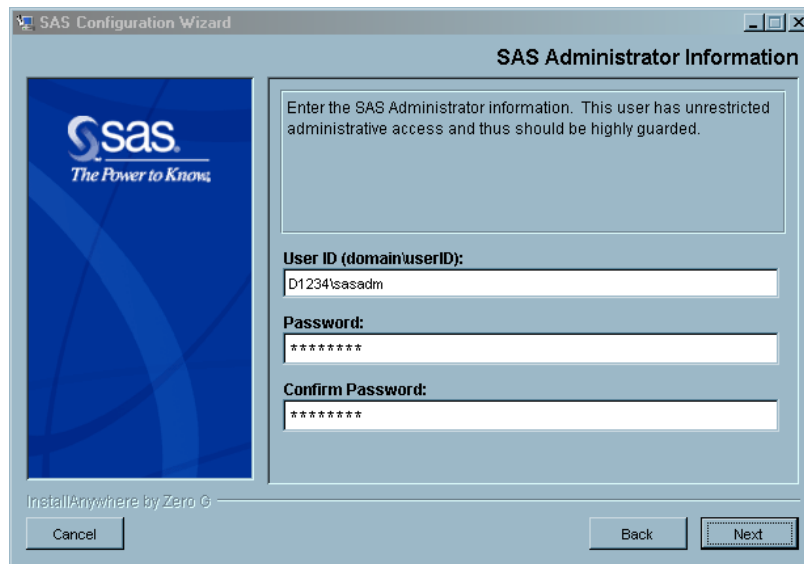 SAS Configuration Wizard
SAS Administrator Information
sas.
The Power to Know.
Enter the SAS Administrator information. This user has unrestricted
administrative access and thus should be highly guarded.
User ID (domain\userID):
D1234\sasadm
Password:
********
Confirm Password:
********
InstallAnywhere by Zero G
Cancel
Back
Next